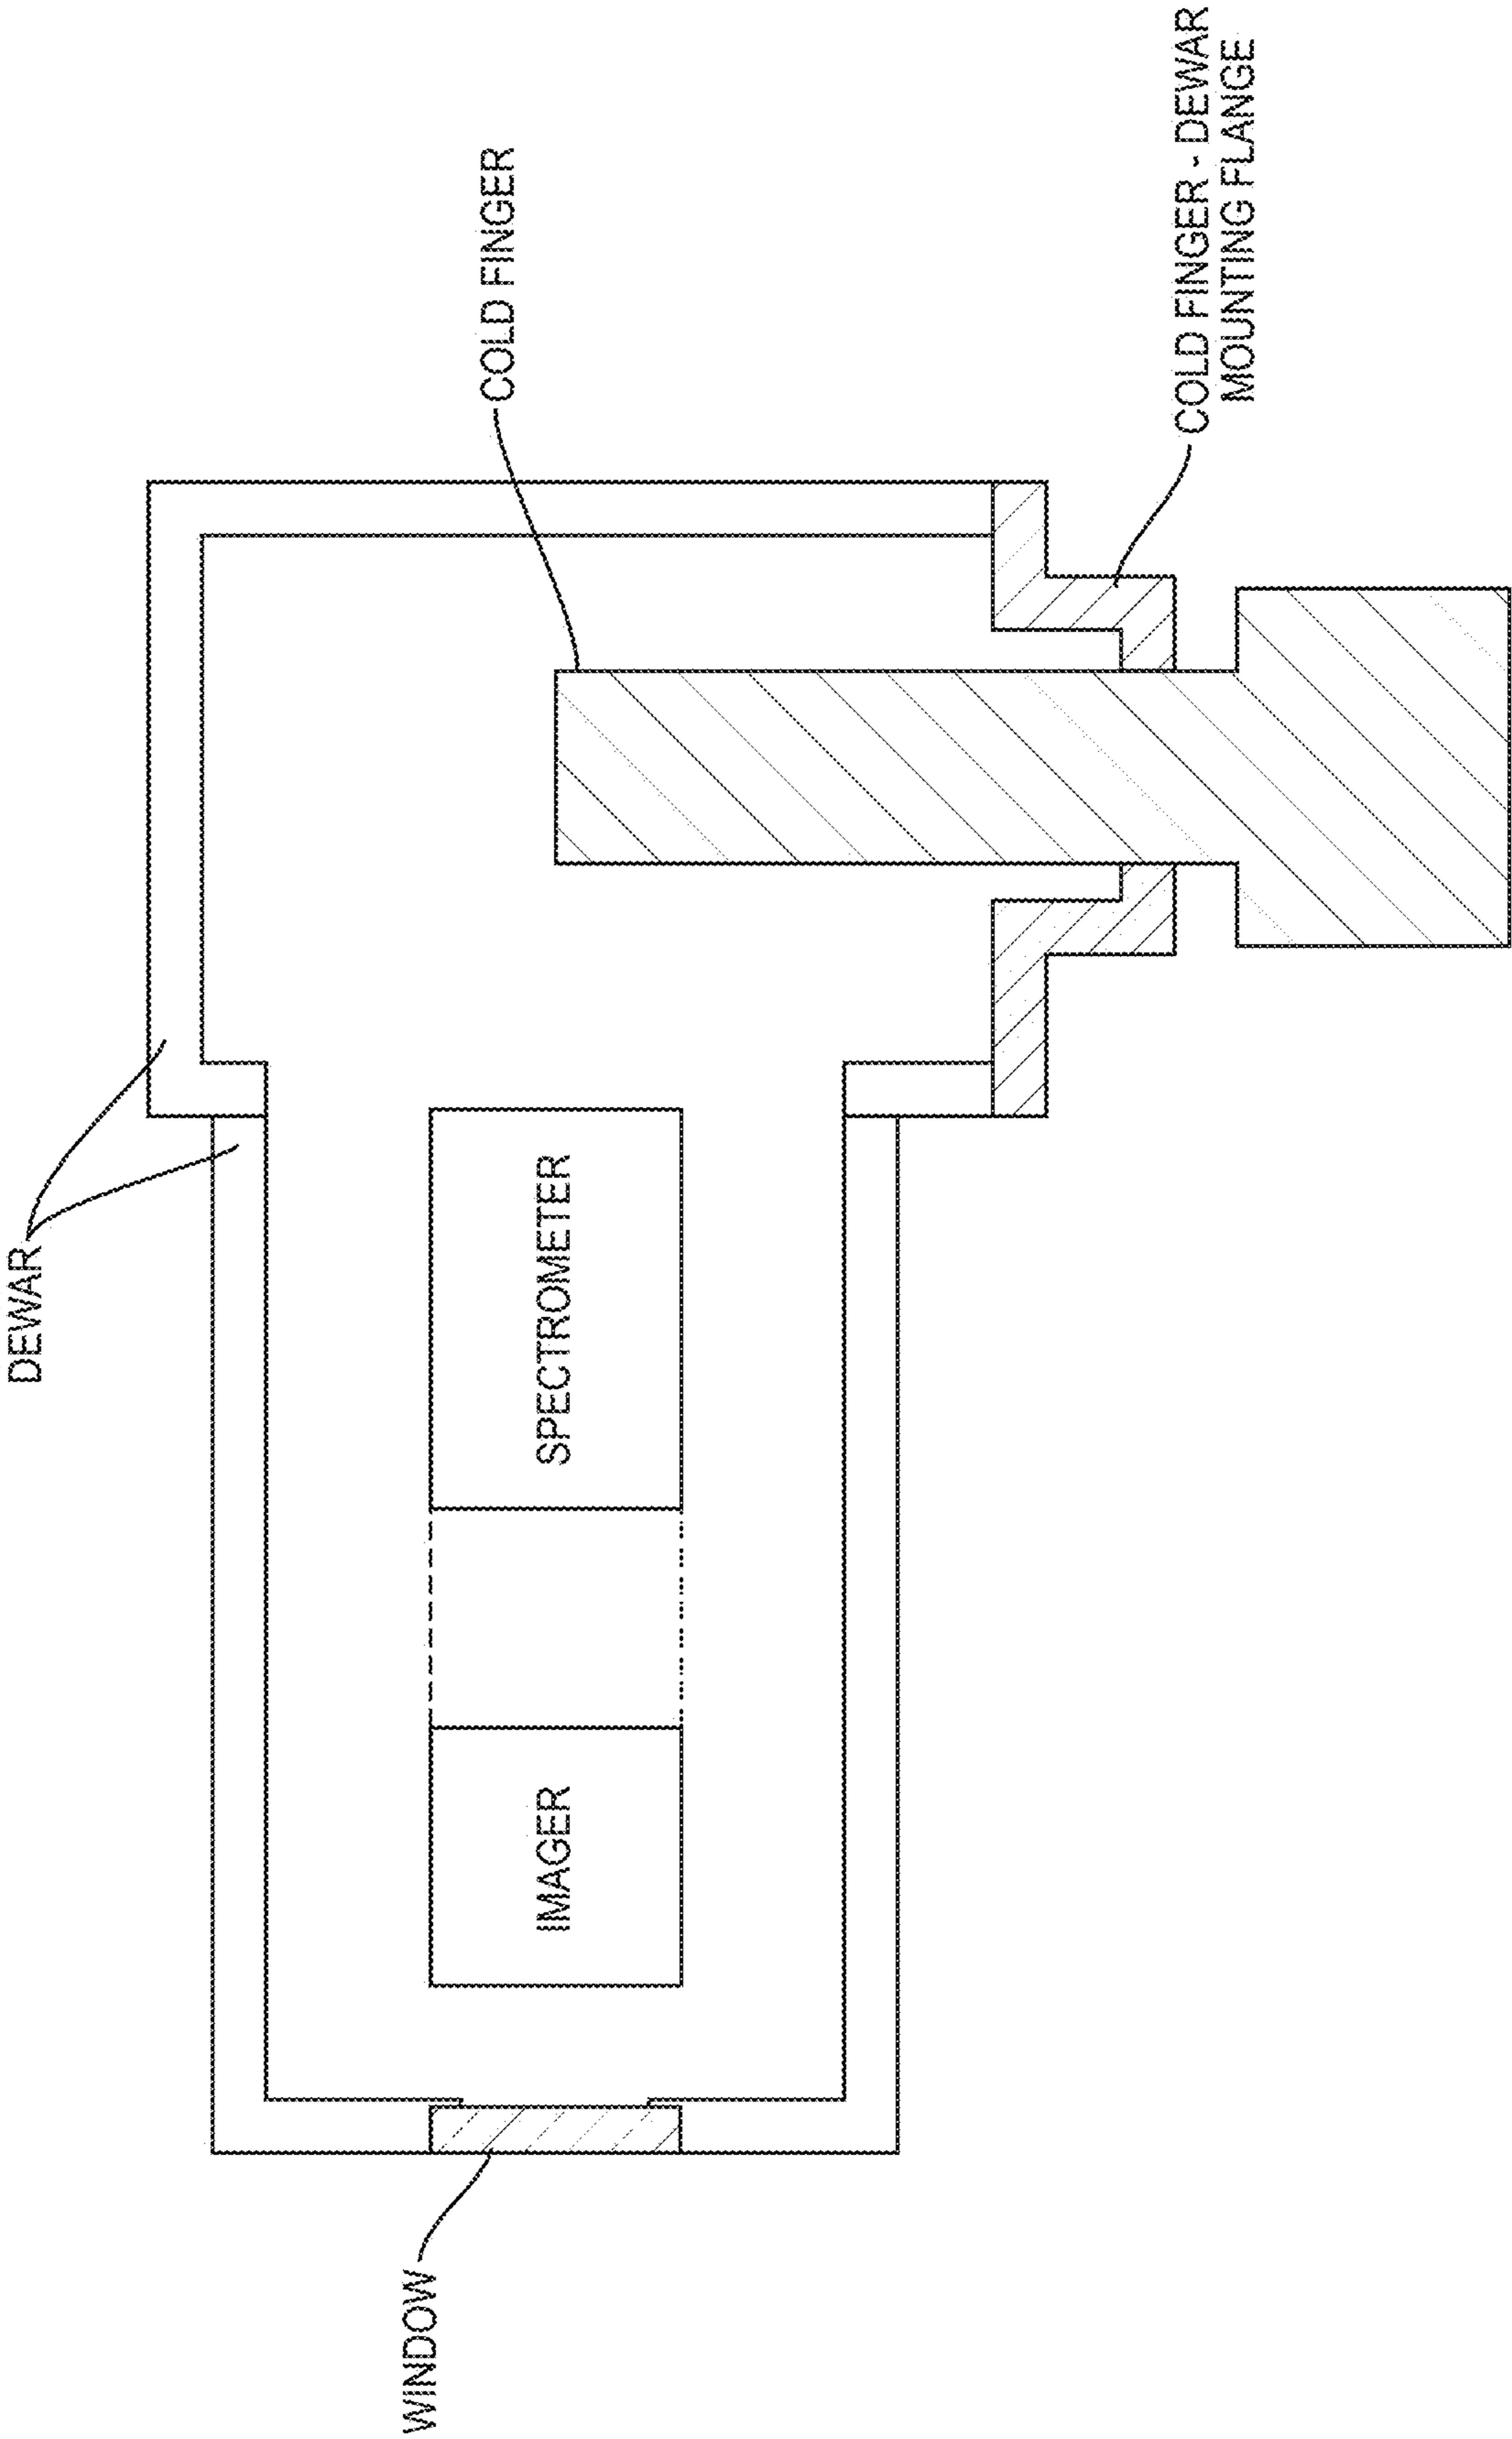 DEWAR
COLD FINGER
COLD FINGER - DEWAR
MOUNTING FLANGE
SPECTROMETER
IMAGER
WINDOW